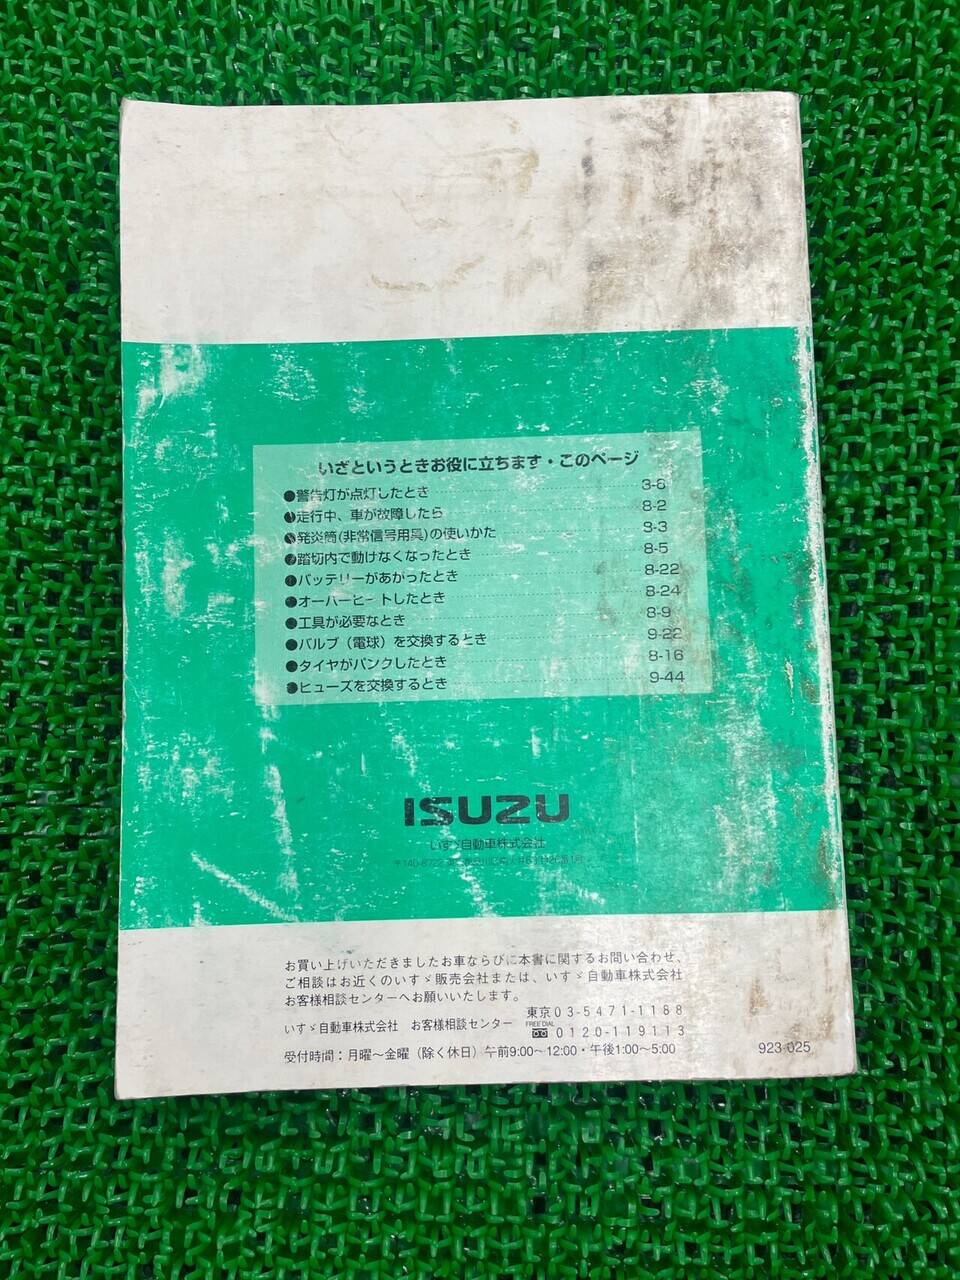 いざというときお役に立ちます・このページ
●警告灯が点灯したとき 3-6
●走行中、車が故障したら 8-2
●発炎筒(非常信号用具)の使いかた 3-3
●踏切内で動けなくなったとき 8-5
●バッテリーがあがったとき 8-22
●オーバーヒートしたとき 8-24
●工具が必要なとき 8-9
●バルブ（電球）を交換するとき 9-22
●タイヤがパンクしたとき 8-16
●ヒューズを交換するとき 9-44
ISUZU
いすゞ自動車株式会社
〒140-8722
お買い上げいただきましたお車ならびに本書に関するお問い合わせ、
ご相談はお近くのいすゞ販売会社または、いすゞ自動車株式会社
お客様相談センターへお願いいたします。
いすゞ自動車株式会社 お客様相談センター
東京03-5471-1188
FREE DIAL
0120-119113
受付時間：月曜〜金曜（除く休日）午前9:00〜12:00・午後1:00〜5:00
923-025